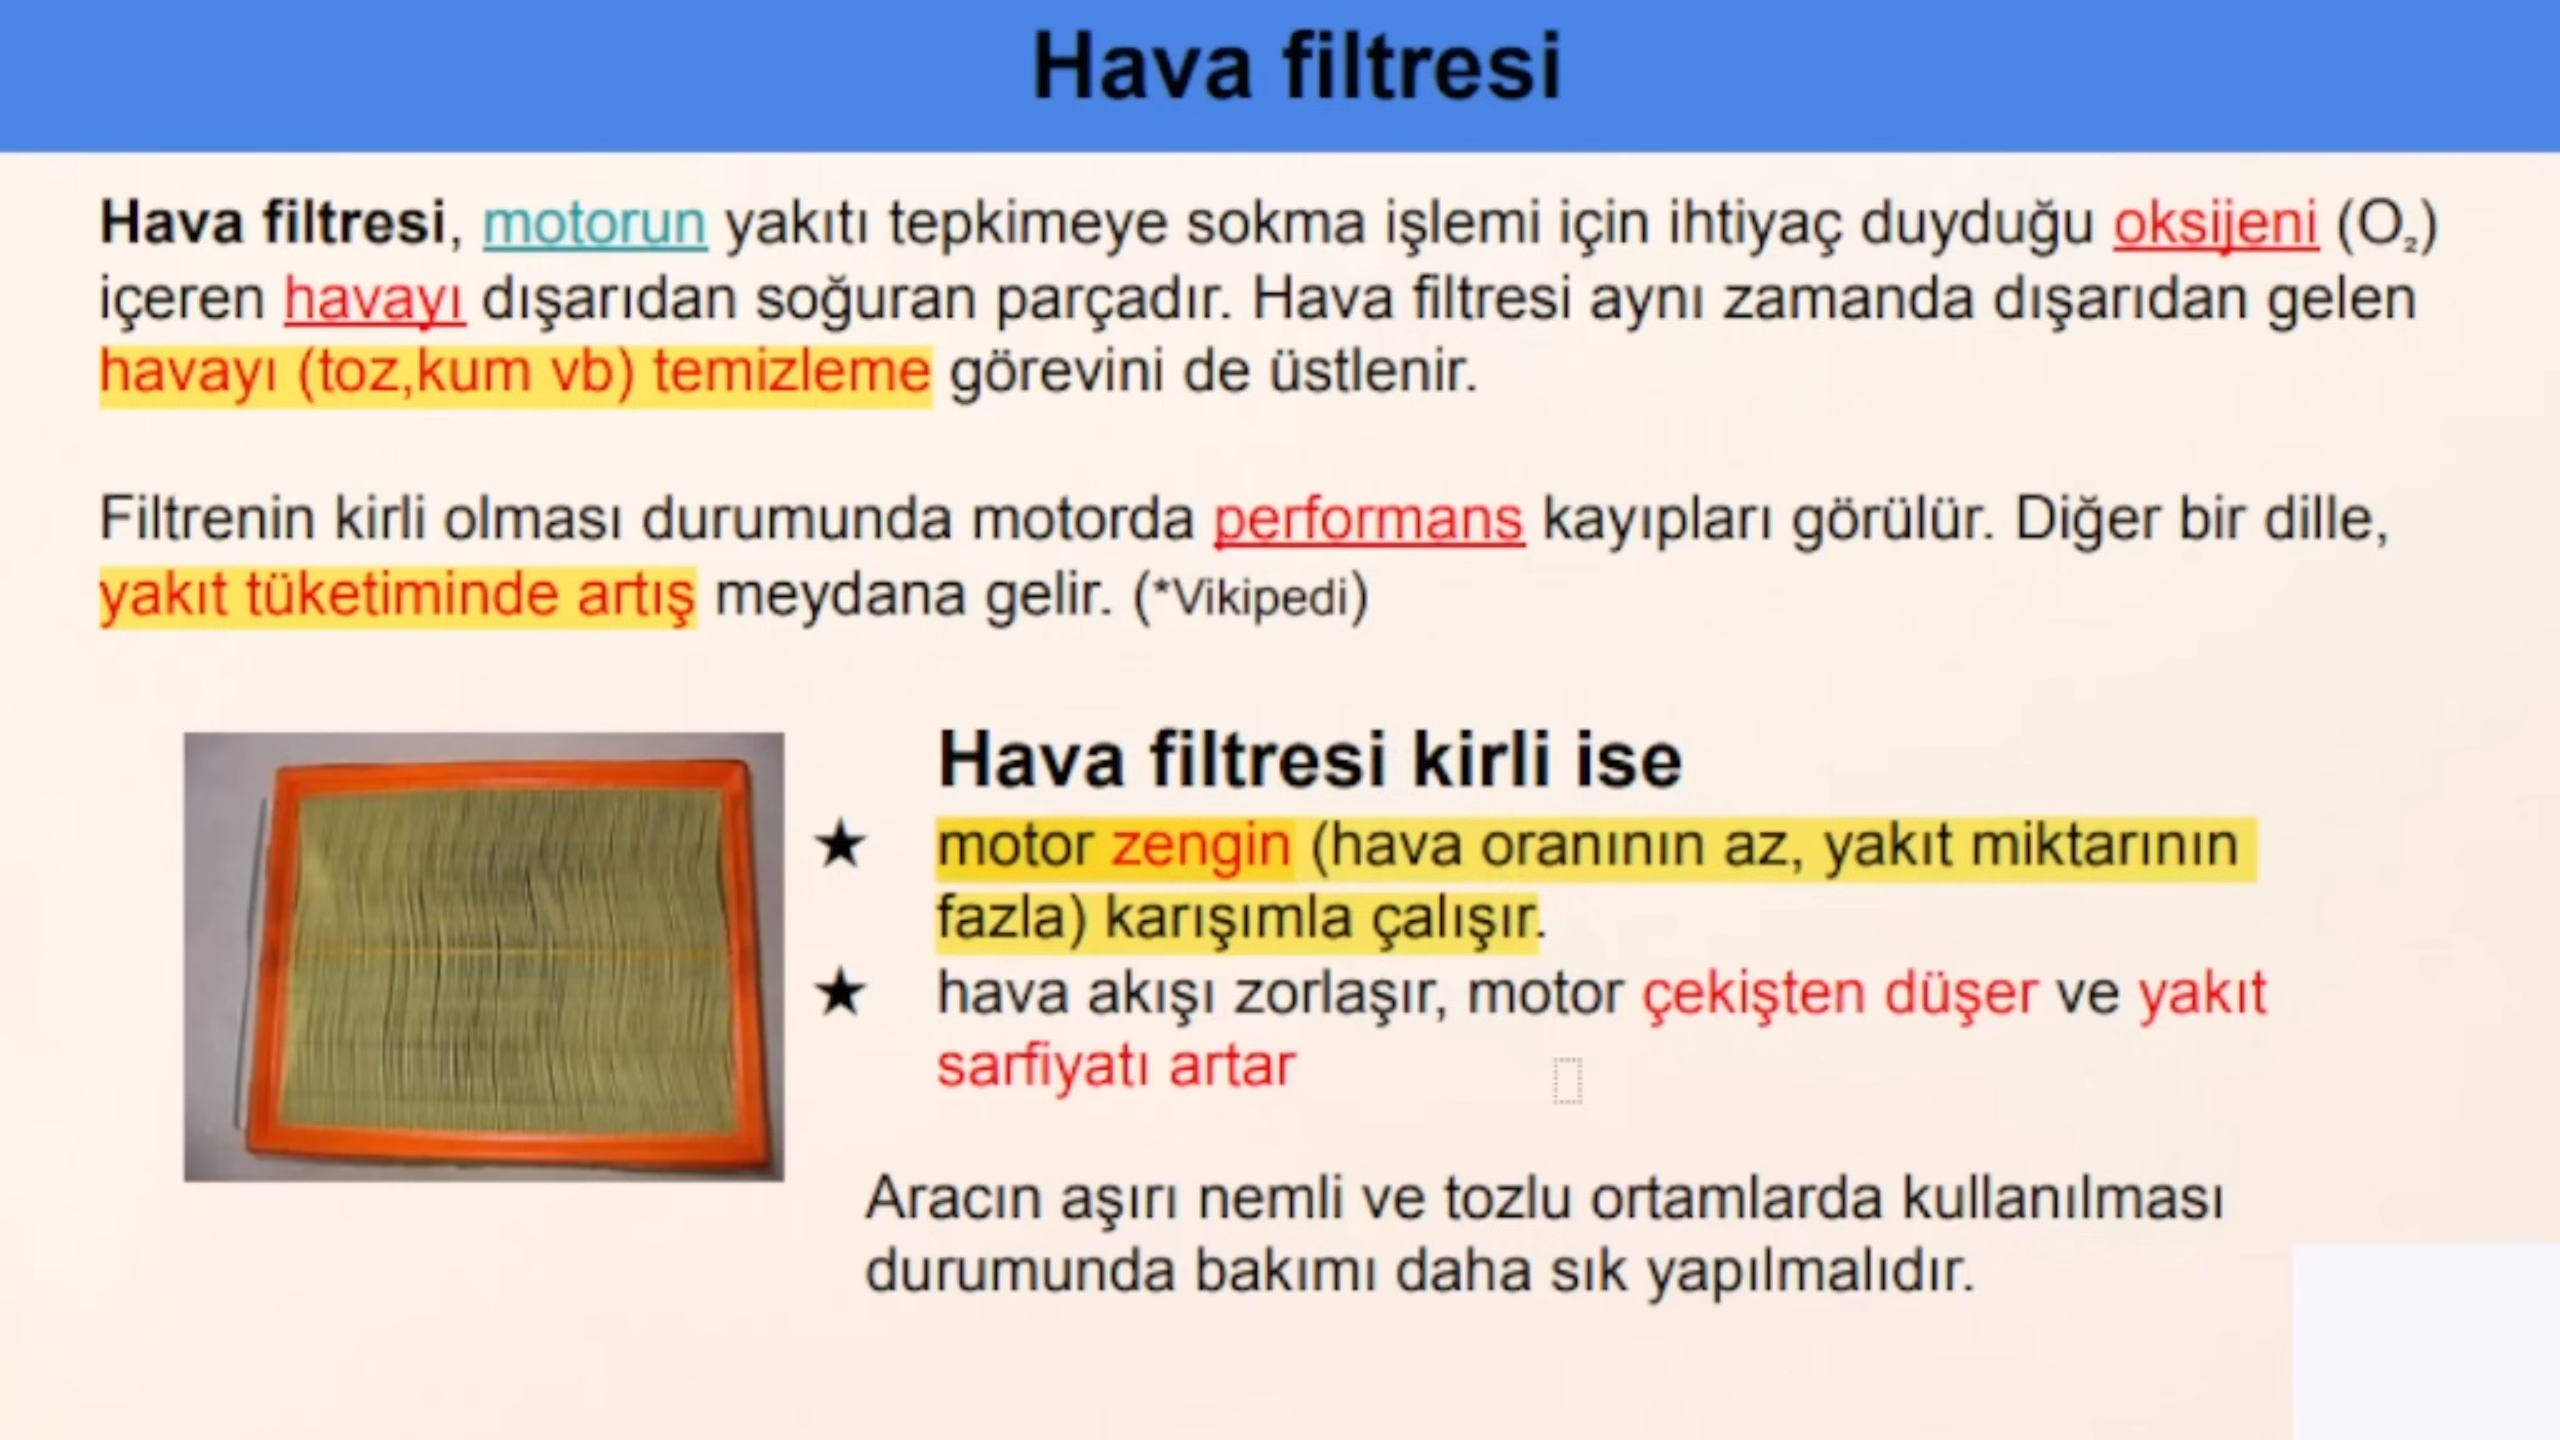 Hava filtresi
Hava filtresi, motorun yakıtı tepkimeye sokma işlemi için ihtiyaç duyduğu oksijeni (O₂)
içeren havayı dışarıdan soğuran parçadır. Hava filtresi aynı zamanda dışarıdan gelen
havayı (toz,kum vb) temizleme görevini de üstlenir.
Filtrenin kirli olması durumunda motorda performans kayıpları görülür. Diğer bir dille,
yakıt tüketiminde artış meydana gelir. (*Vikipedi)
Hava filtresi kirli ise
★ motor zengin (hava oranının az, yakıt miktarının
fazla) karışımla çalışır.
★ hava akışı zorlaşır, motor çekişten düşer ve yakıt
sarfiyatı artar
Aracın aşırı nemli ve tozlu ortamlarda kullanılması
durumunda bakımı daha sık yapılmalıdır.